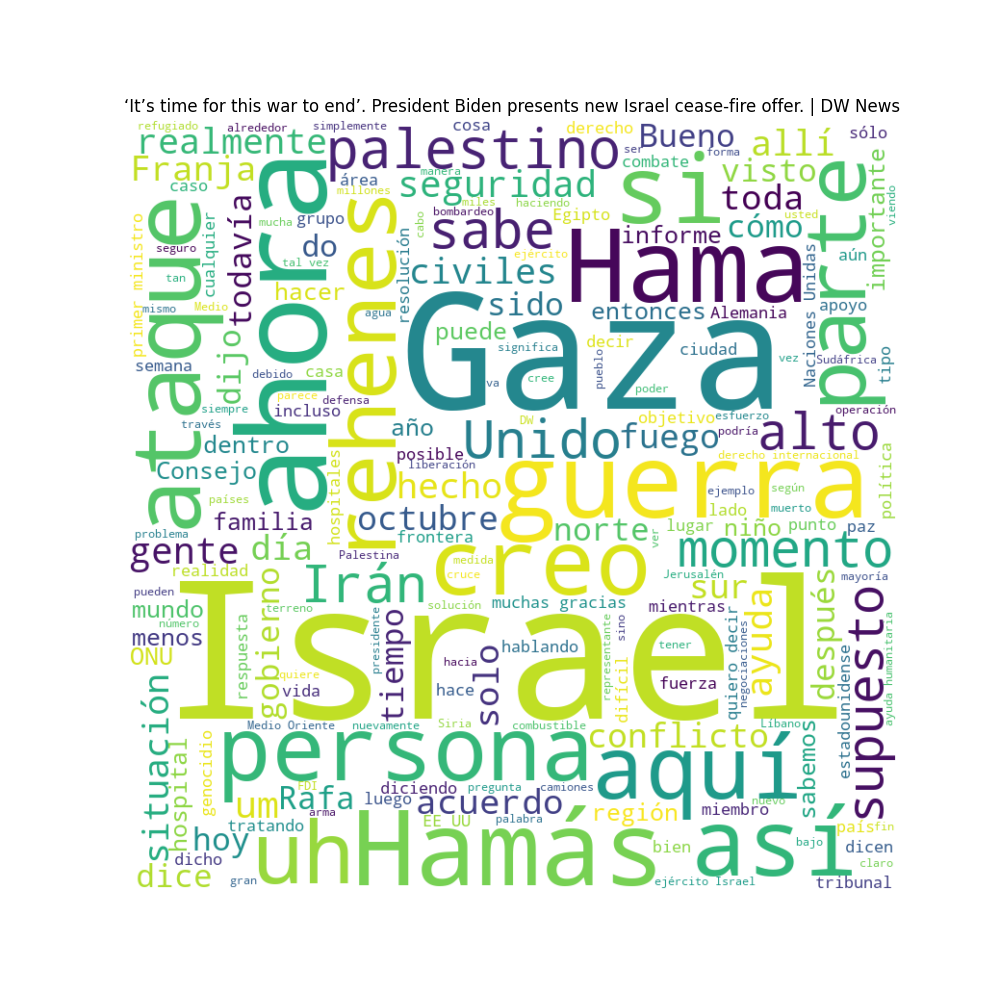 ‘It’s time for this war to end’. President Biden presents new Israel cease-fire offer. | DW News
refugiado
alrededor
simplemente
cosa
derecho
Bueno
sólo
realmente
palestino
ser
forma
allí
Franja
área
manera
combate
visto
caso
millones
seguridad
si
toda
importante
viendo
mucha
grupo
miles
haciendo
bombardeo
Egipto
usted
cualquier
seguro
do
cabo
sabe
informe
cómo
aún
primer ministro
tan
tal vez
ejército
Hama
parte
todavía
ahora
rehenes
resolución
civiles
Naciones Unidas
mismo
Medio
hacer
sido
entonces
Alemania
apoyo
ataque
agua
Gaza
puede
decir
ciudad
vez
Sudáfrica
tipo
semana
dijo
debido
casa
significa
va
cree
pueblo
poder
siempre
parece
defensa
incluso
DW
objetivo
esfuerzo
operación
través
año
Unido
fuego
podría
alto
dentro
posible
liberación
derecho internacional
Consejo
hospitales
hecho
guerra
ejemplo
según
política
países
octubre
lado
muerto
problema
familia
frontera
norte
ver
lugar
niño
punto
paz
gente
día
Palestina
creo
medida
cruce
momento
realidad
Irán
Jerusalén
mayoría
pueden
sur
mundo
número
terreno
solución
muchas gracias
mientras
menos
respuesta
gobierno
presidente
tiempo
hablando
representante
sino
tener
quiero decir
negociaciones
ayuda
después
supuesto
ayuda humanitaria
ONU
quiere
hacia
difícil
estadounidense
situación
vida
Israel
solo
hace
fuerza
Medio Oriente
nuevamente
Siria
combustible
Líbano
hospital
genocidio
persona
conflicto
aquí
sabemos
FDI
diciendo
pregunta
camiones
um
Rafa
luego
acuerdo
región
miembro
nuevo
arma
EE UU
palabra
país
fin
hoy
tratando
uh
Hamás
así
bien
bajo
dicen
dicho
claro
dice
gran
ejército Israel
tribunal